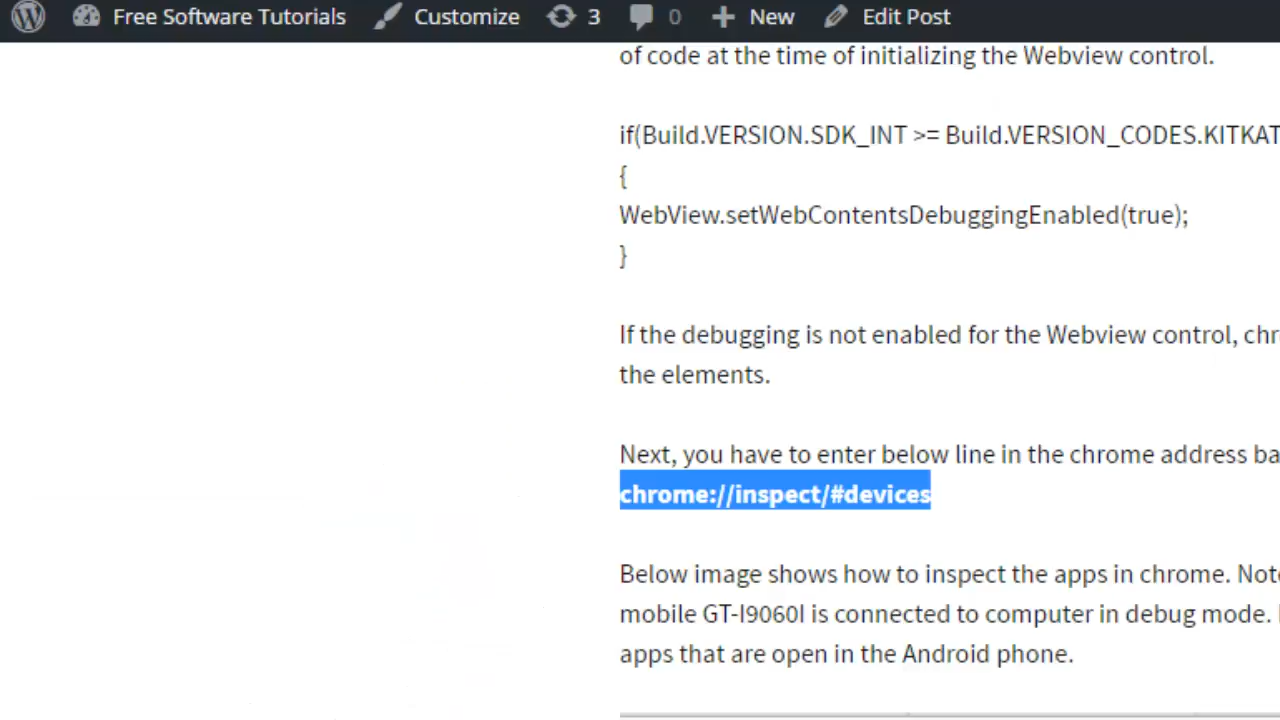 Free Software Tutorials Customize 3 0 New Edit Post
of code at the time of initializing the Webview control.
if(Build.VERSION.SDK_INT >= Build.VERSION_CODES.KITKAT
{
WebView.setWebContentsDebuggingEnabled(true);
}
If the debugging is not enabled for the Webview control, chr
the elements.
Next, you have to enter below line in the chrome address ba
chrome://inspect/#devices
Below image shows how to inspect the apps in chrome. Note
mobile GT-I9060I is connected to computer in debug mode.
apps that are open in the Android phone.